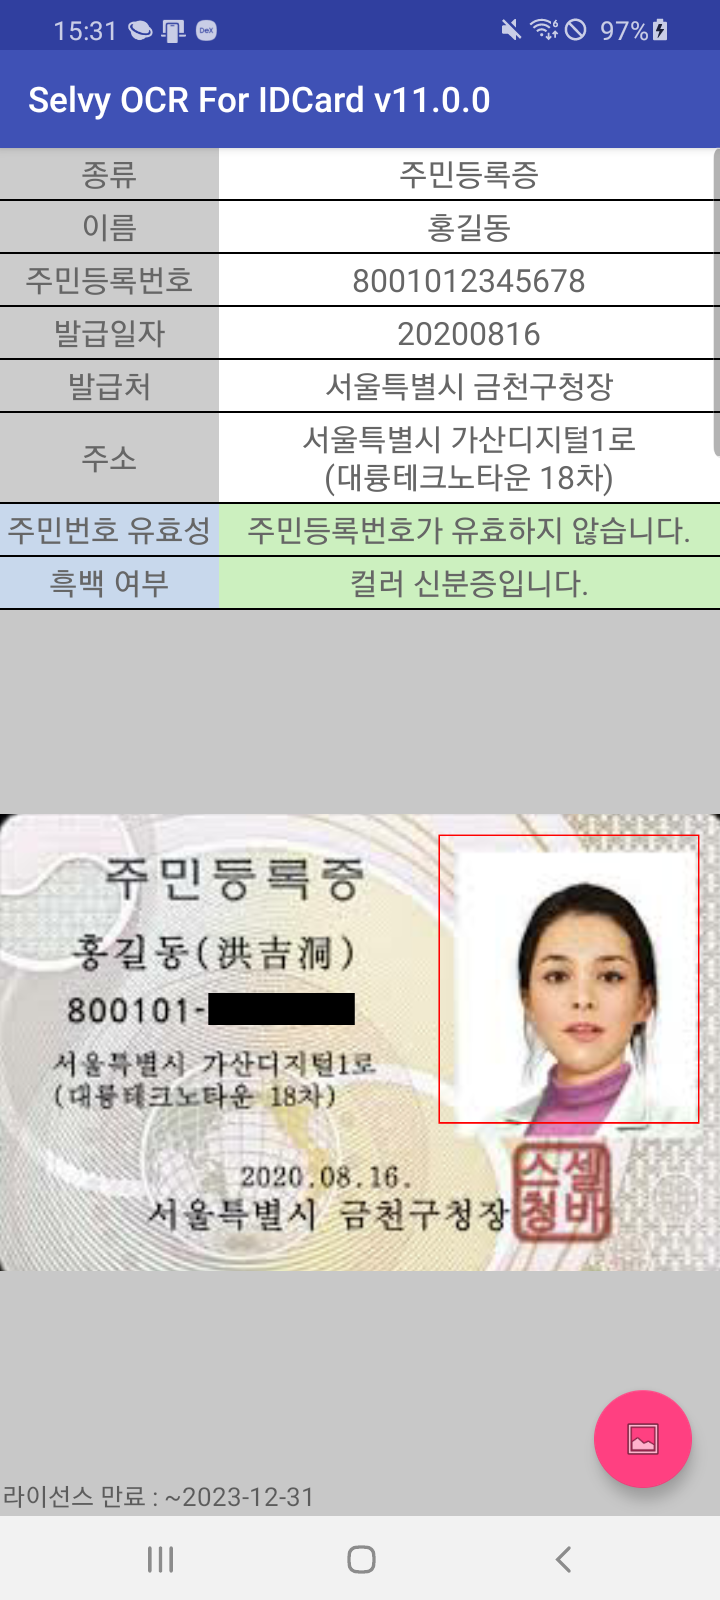 15:31
97%
Selvy OCR For IDCard v11.0.0
종류 주민등록증
이름 홍길동
주민등록번호 8001012345678
발급일자 20200816
발급처 서울특별시 금천구청장
주소 서울특별시 가산디지털1로
(대륭테크노타운 18차)
주민번호 유효성 주민등록번호가 유효하지 않습니다.
흑백 여부 컬러 신분증입니다.
주민등록증
홍길동(洪吉洞)
800101-
서울특별시 가산디지털1로
(대륭테크노타운 18차)
2020.08.16.
서울특별시 금천구청장
스셀
청바
라이선스 만료 : ~2023-12-31